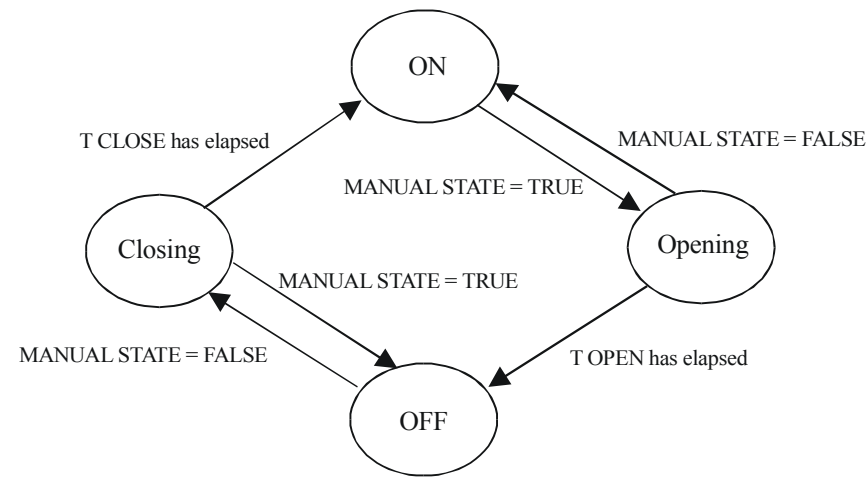 ON
T CLOSE has elapsed
MANUAL STATE = FALSE
MANUAL STATE = TRUE
Closing
Opening
MANUAL STATE = TRUE
MANUAL STATE = FALSE
T OPEN has elapsed
OFF